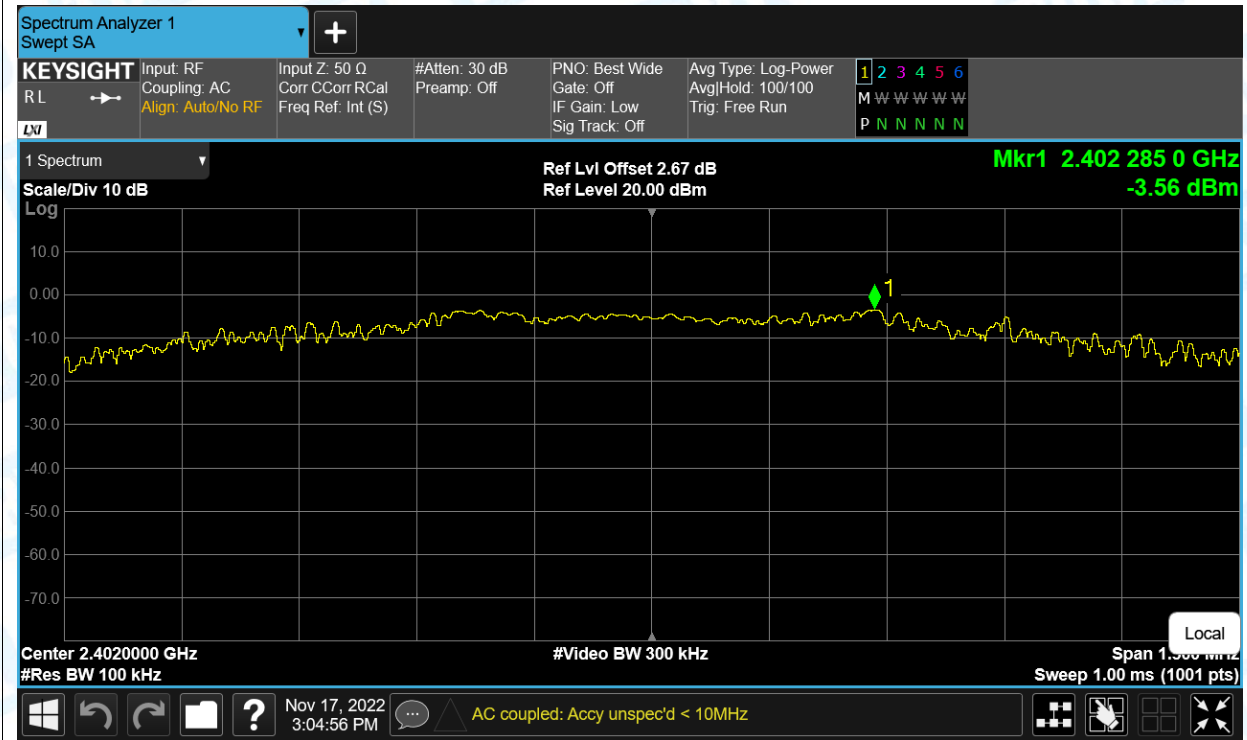 Spectrum Analyzer 1
Swept SA
KEYSIGHT
R L
LXI
Input: RF
Coupling: AC
Align: Auto/No RF
Input Z: 50 Ω
Corr CCorr RCal
Freq Ref: Int (S)
#Atten: 30 dB
Preamp: Off
PNO: Best Wide
Gate: Off
IF Gain: Low
Sig Track: Off
Avg Type: Log-Power
Avg|Hold: 100/100
Trig: Free Run
1 2 3 4 5 6
M W W W W W
P N N N N N
1 Spectrum
Scale/Div 10 dB
Log
Ref Lvl Offset 2.67 dB
Ref Level 20.00 dBm
Mkr1 2.402 285 0 GHz
-3.56 dBm
10.0
0.00
1
-10.0
-20.0
-30.0
-40.0
-50.0
-60.0
-70.0
Local
Center 2.4020000 GHz
#Video BW 300 kHz
Span
#Res BW 100 kHz
Sweep 1.00 ms (1001 pts)
?
Nov 17, 2022
3:04:56 PM
AC coupled: Accy unspec'd < 10MHz